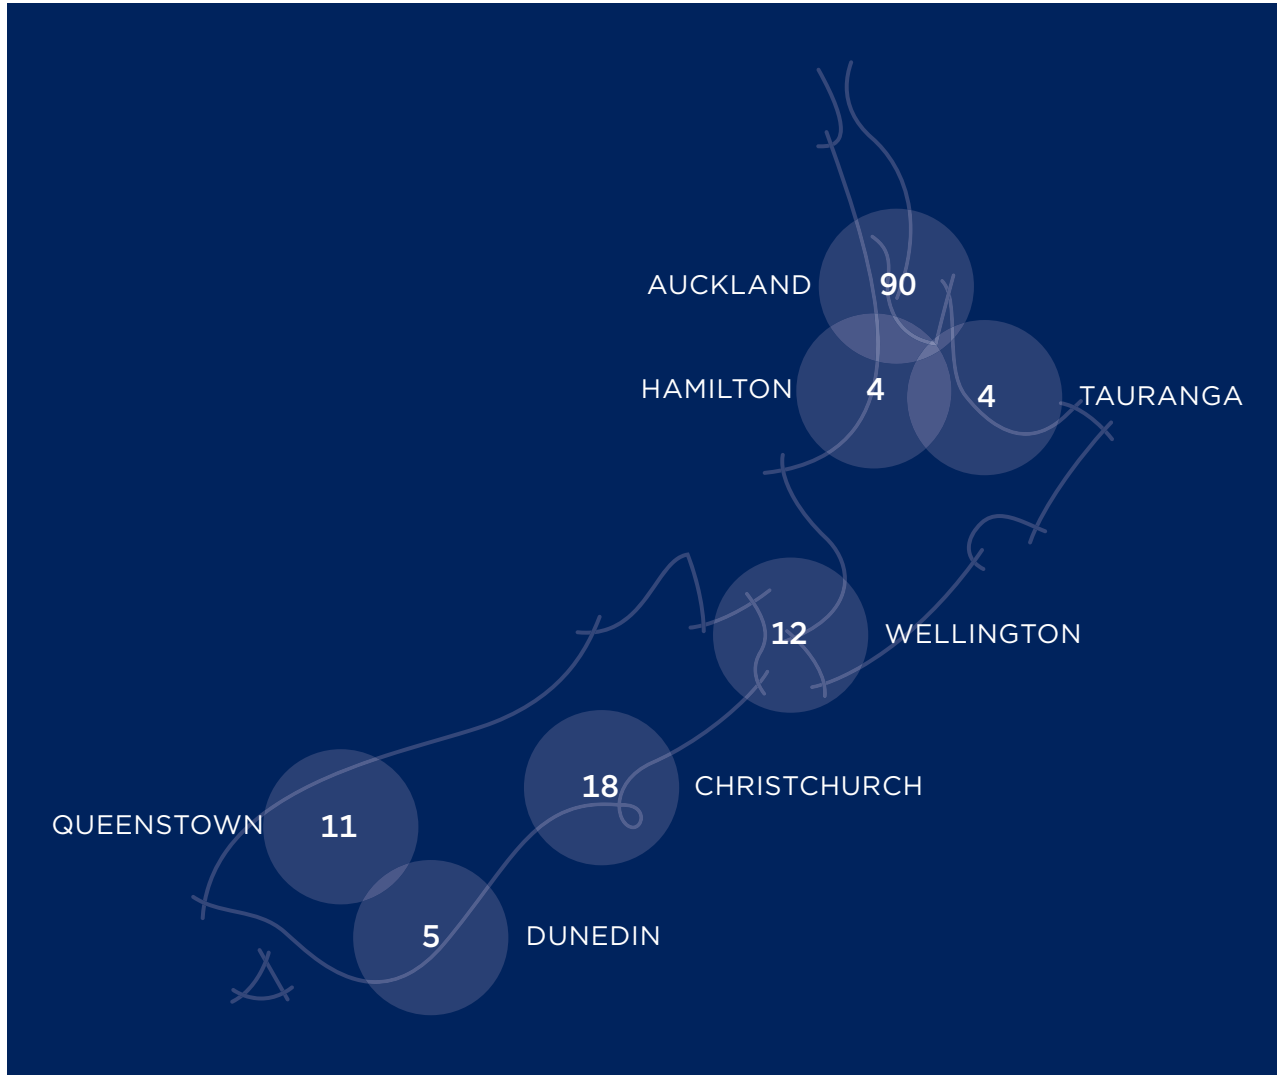 AUCKLAND 90
HAMILTON 4 4 TAURANGA
12 WELLINGTON
18 CHRISTCHURCH
QUEENSTOWN 11
5 DUNEDIN